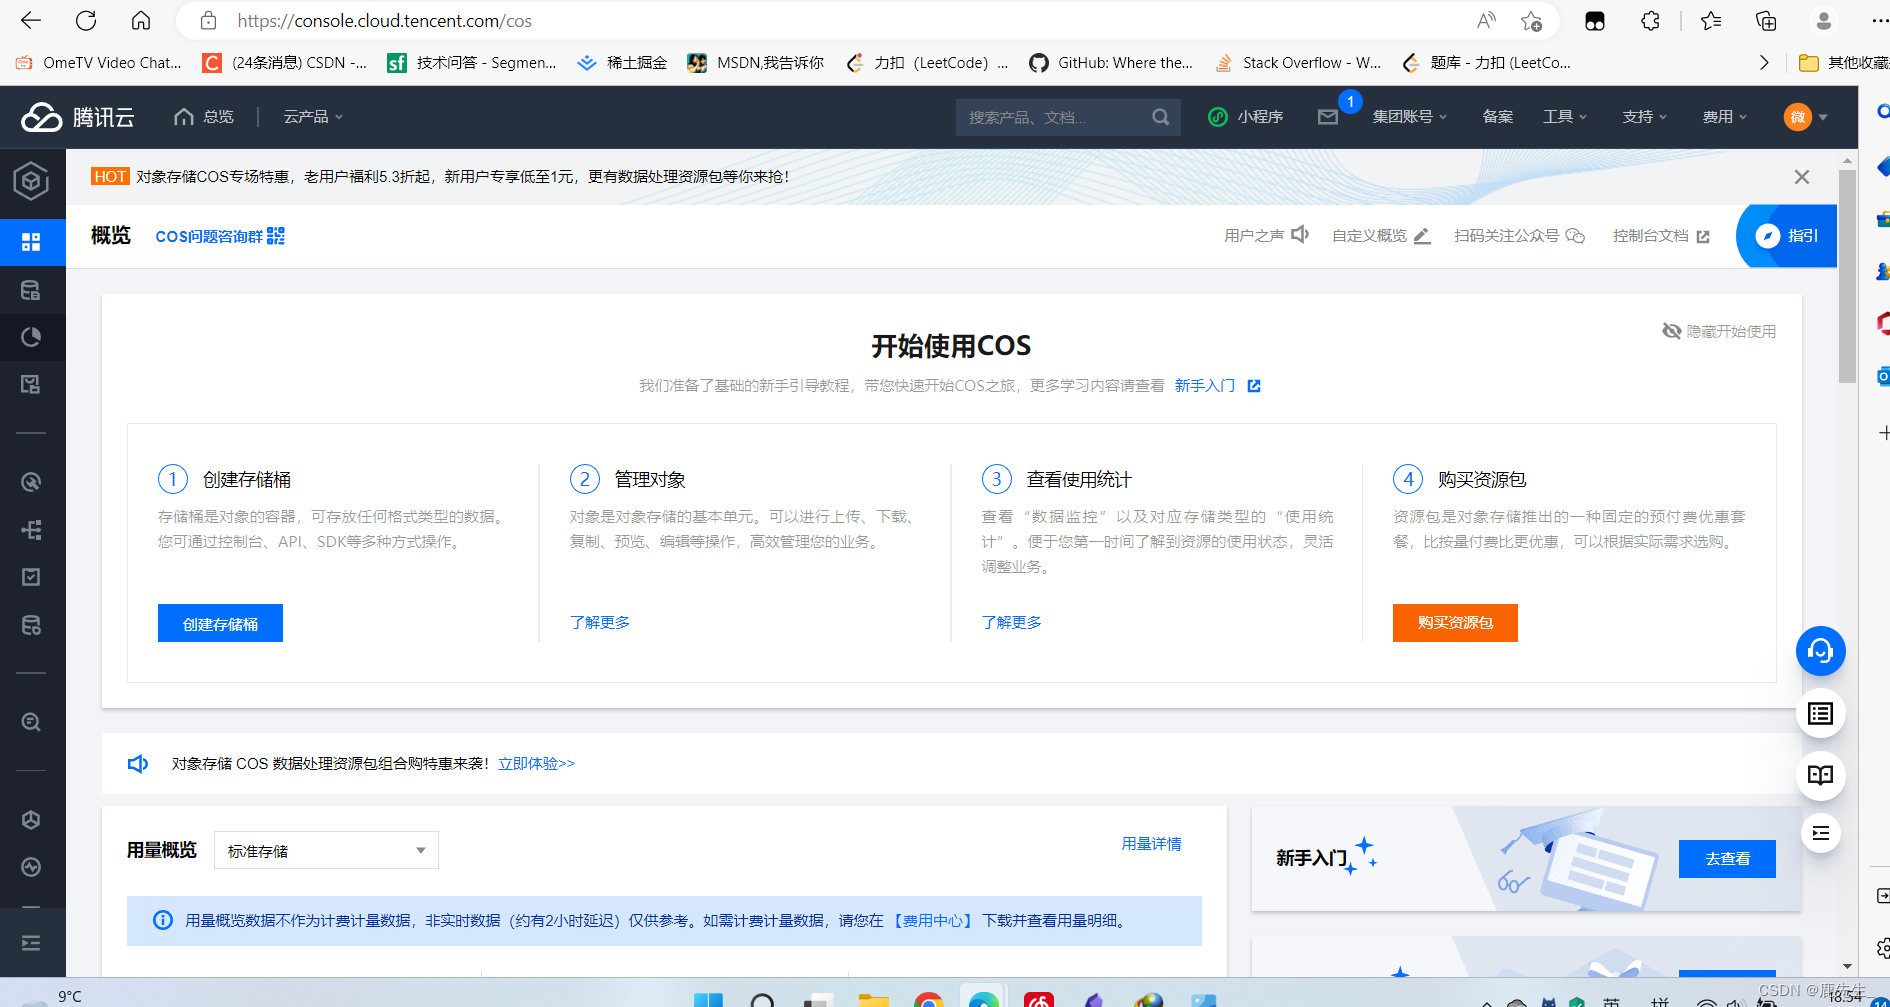 https://console.cloud.tencent.com/cos
OmeTV Video Chat...
(24条消息) CSDN -...
技术问答 - Segmen...
稀土掘金
MSDN,我告诉你
力扣 (LeetCode) ...
GitHub: Where the...
Stack Overflow - W...
题库 - 力扣 (LeetCo...
其他收藏
腾讯云
总览
云产品
搜索产品、文档...
小程序
1
集团账号
备案
工具
支持
费用
微
HOT 对象存储COS专场特惠，老用户福利5.3折起，新用户专享低至1元，更有数据处理资源包等你来抢！
概览
COS问题咨询群
用户之声
自定义概览
扫码关注公众号
控制台文档
指引
开始使用COS
隐藏开始使用
我们准备了基础的新手引导教程，带您快速开始COS之旅，更多学习内容请查看 新手入门
1 创建存储桶
存储桶是对象的容器，可存放任何格式类型的数据。
您可通过控制台、API、SDK等多种方式操作。
创建存储桶
2 管理对象
对象是对象存储的基本单元。可以进行上传、下载、
复制、预览、编辑等操作，高效管理您的业务。
了解更多
3 查看使用统计
查看“数据监控”以及对应存储类型的“使用统
计”。便于您第一时间了解到资源的使用状态，灵活
调整业务。
了解更多
4 购买资源包
资源包是对象存储推出的一种固定的预付费优惠套
餐，比按量付费比更优惠，可以根据实际需求选购。
购买资源包
对象存储 COS 数据处理资源包组合购特惠来袭！立即体验>>
用量概览
标准存储
用量详情
用量概览数据不作为计费计量数据，非实时数据（约有2小时延迟）仅供参考。如需计费计量数据，请您在【费用中心】下载并查看用量明细。
新手入门
去查看
9°C
英
拼
18:54
CSDN @鹿先生_